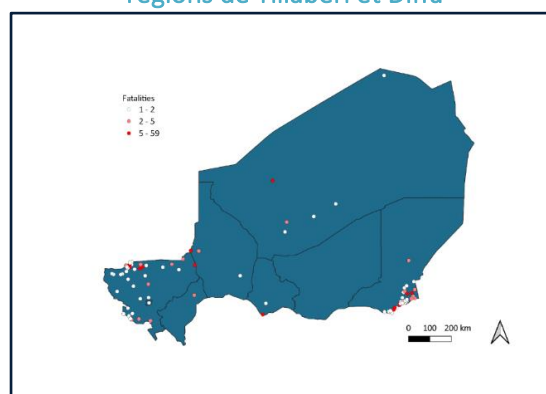 régions de Tillabéri et Diffa
Fatalities
1 - 2
2 - 5
5 - 59
0 100 200 km